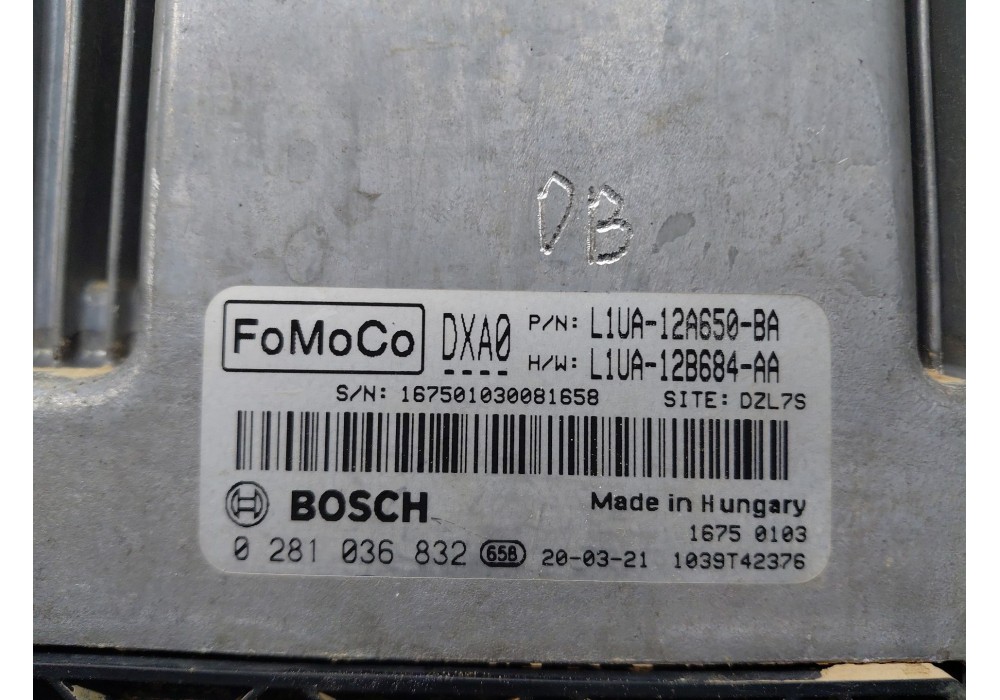 DB
FoMoCo DXA0 P/N: L1UA-12A650-BA
H/W: L1UA-12B684-AA
S/N: 167501030081658 SITE: DZL7S
BOSCH Made in Hungary
1675 0103
0 281 036 832 658 20-03-21 1039T42376